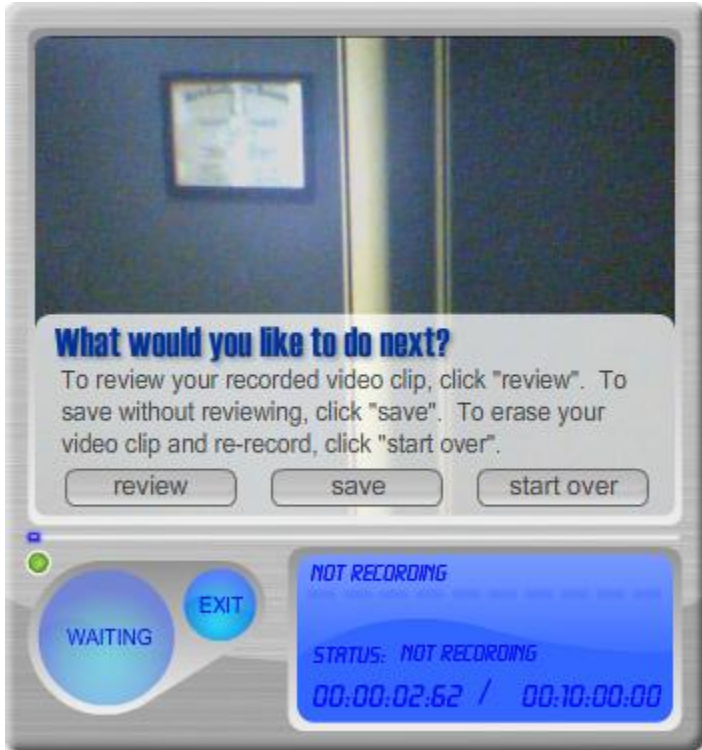 What would you like to do next?
To review your recorded video clip, click "review".  To
save without reviewing, click "save".  To erase your
video clip and re-record, click "start over".
review save start over
WAITING
EXIT
NOT RECORDING
STATUS: NOT RECORDING
00:00:02:62 / 00:10:00:00